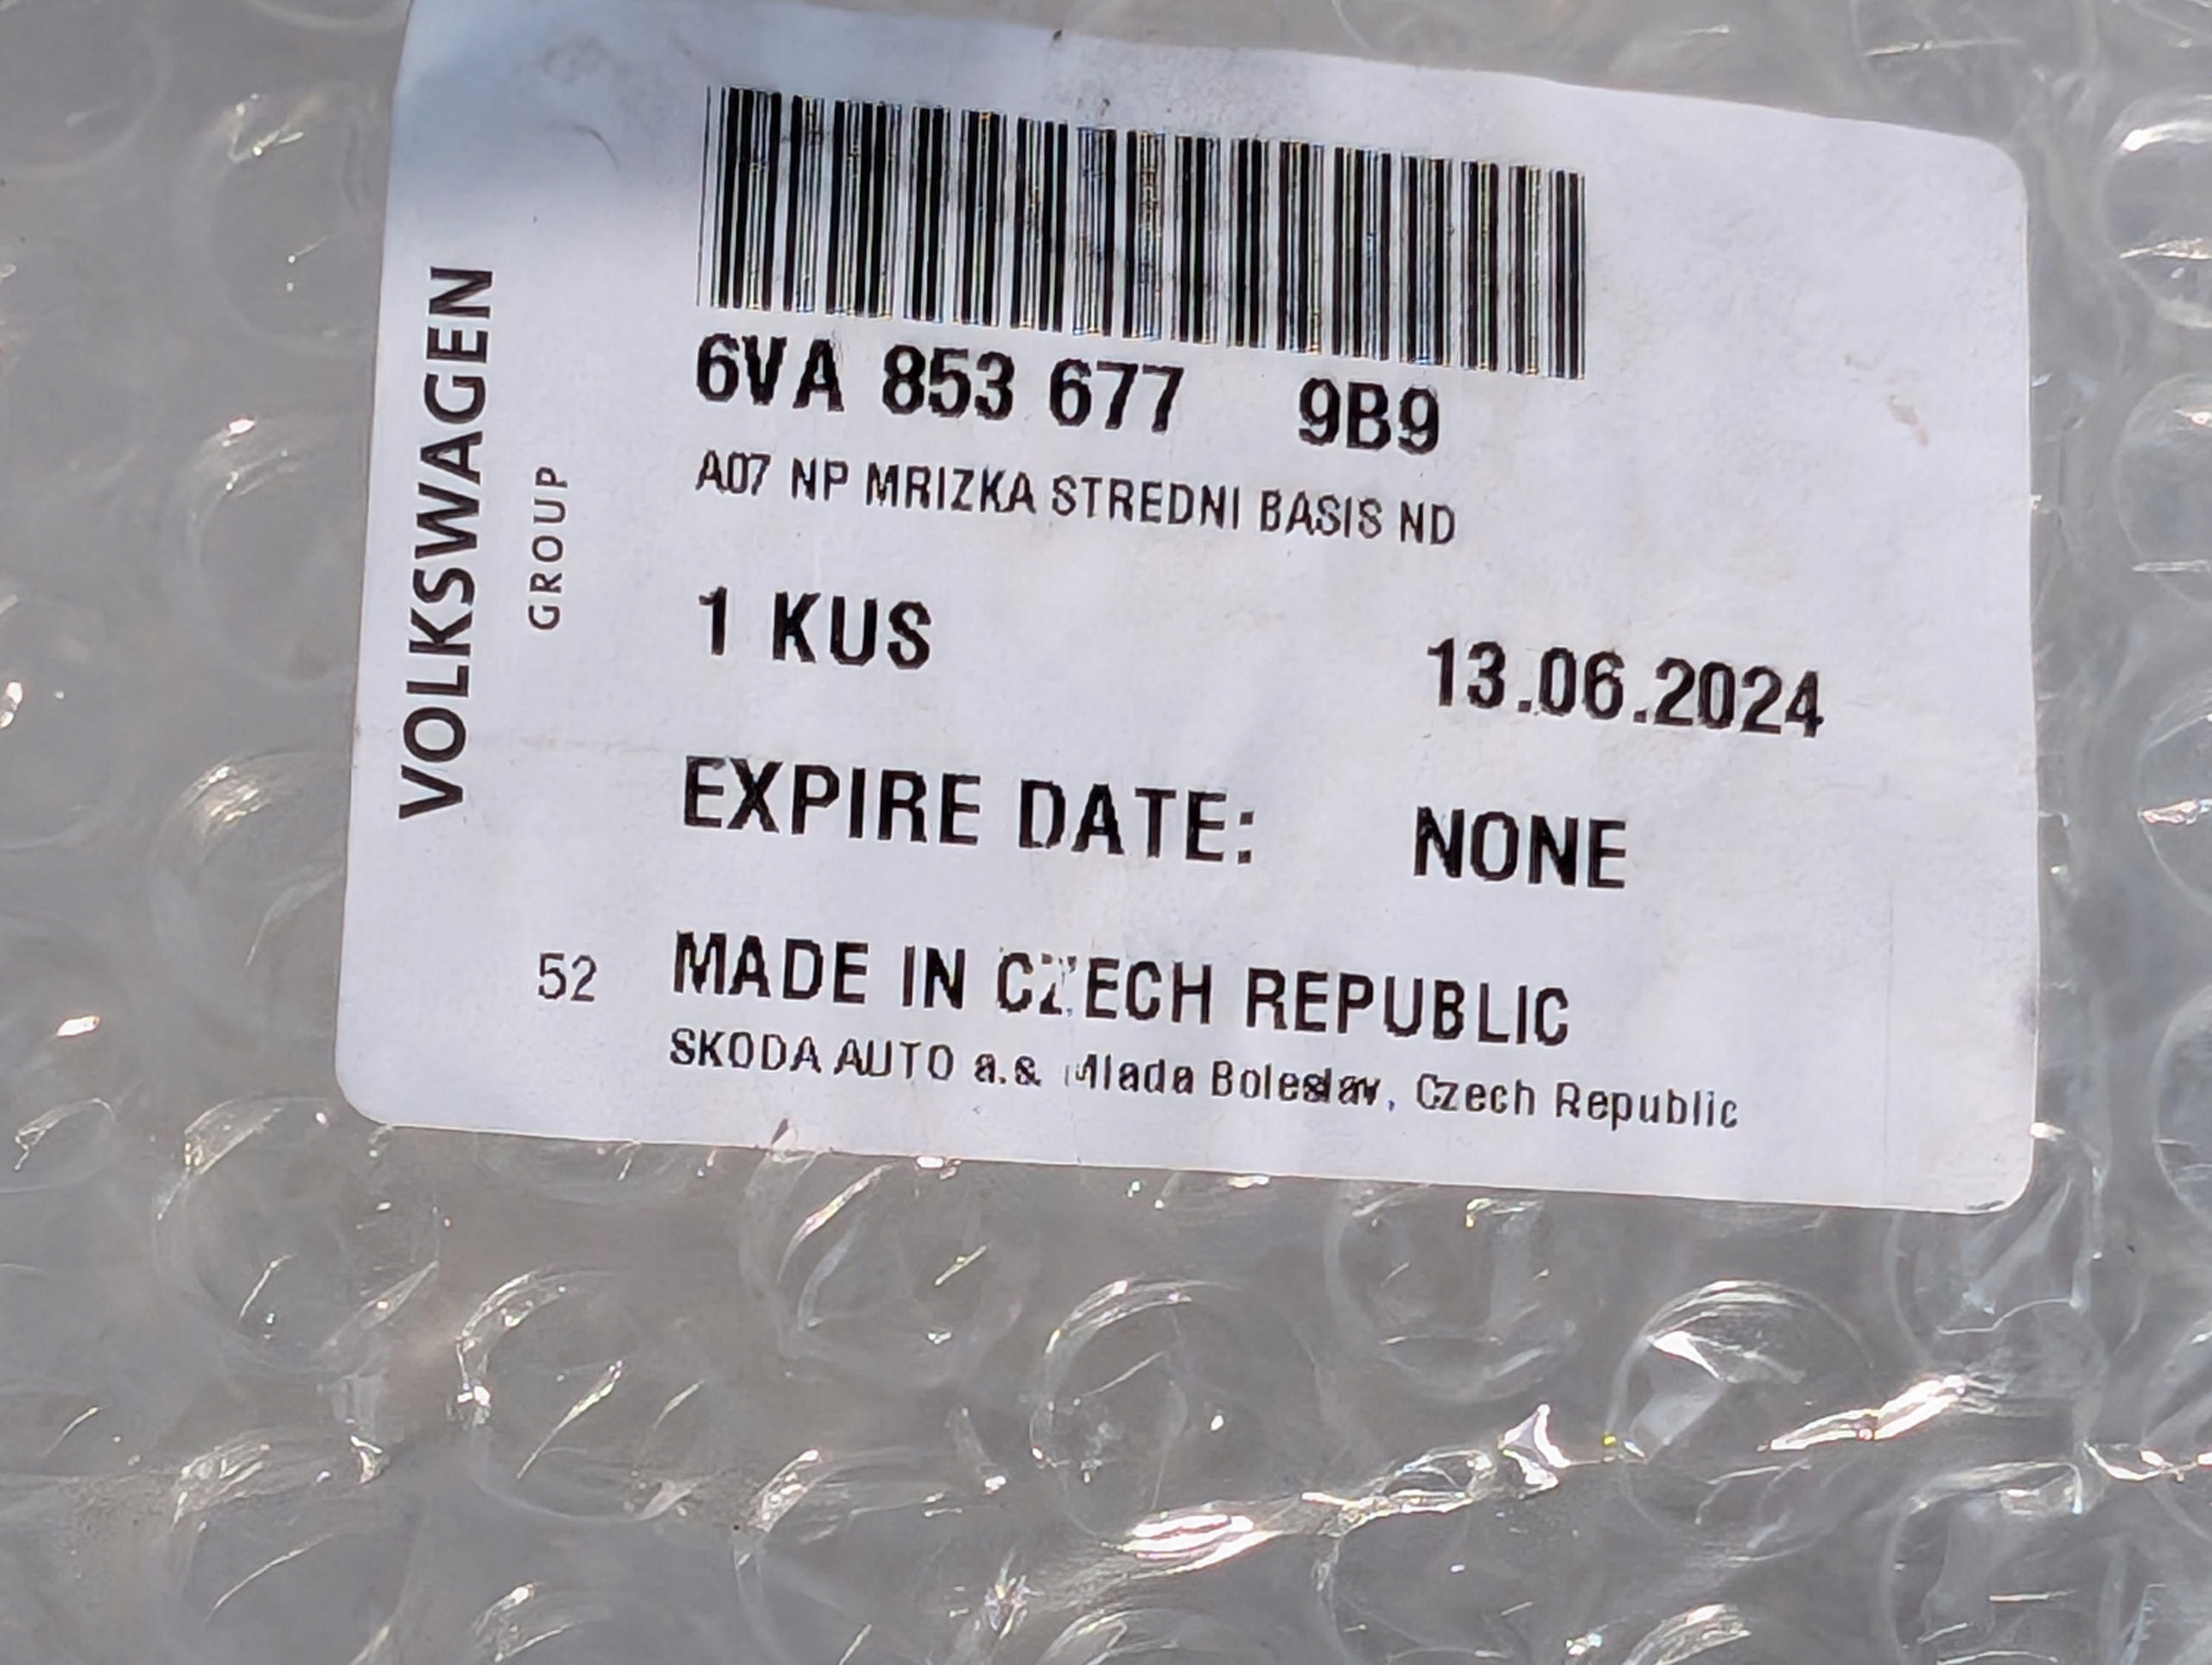 VOLKSWAGEN
GROUP
6VA 853 677 9B9
A07 NP MRIZKA STREDNI BASIS ND
1 KUS 13.06.2024
EXPIRE DATE: NONE
52 MADE IN CZECH REPUBLIC
SKODA AUTO a.s. Mlada Boleslav, Czech Republic